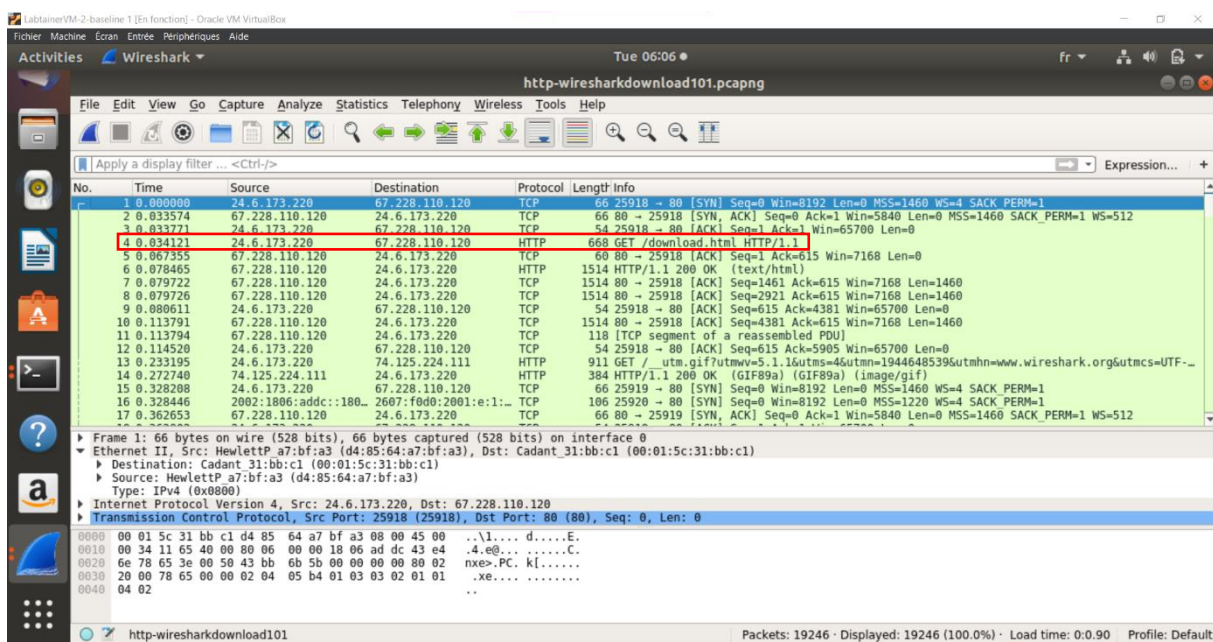 LabtainerVM-2-baseline 1 [En fonction] - Oracle VM VirtualBox
Fichier Machine Écran Entrée Périphériques Aide
Activities Wireshark Tue 06:06 fr
http-wiresharkdownload101.pcapng
File Edit View Go Capture Analyze Statistics Telephony Wireless Tools Help
Apply a display filter ... <Ctrl-/> Expression... +
No. Time Source Destination Protocol Length Info
1 0.000000 24.6.173.220 67.228.110.120 TCP 66 25918 → 80 [SYN] Seq=0 Win=8192 Len=0 MSS=1460 WS=4 SACK_PERM=1
2 0.033574 67.228.110.120 24.6.173.220 TCP 66 80 → 25918 [SYN, ACK] Seq=0 Ack=1 Win=5840 Len=0 MSS=1460 SACK_PERM=1 WS=512
3 0.033771 24.6.173.220 67.228.110.120 TCP 54 25918 → 80 [ACK] Seq=1 Ack=1 Win=65700 Len=0
4 0.034121 24.6.173.220 67.228.110.120 HTTP 668 GET /download.html HTTP/1.1
5 0.067355 67.228.110.120 24.6.173.220 TCP 60 80 → 25918 [ACK] Seq=1 Ack=615 Win=7168 Len=0
6 0.078465 67.228.110.120 24.6.173.220 HTTP 1514 HTTP/1.1 200 OK (text/html)
7 0.079722 67.228.110.120 24.6.173.220 TCP 1514 80 → 25918 [ACK] Seq=1461 Ack=615 Win=7168 Len=1460
8 0.079726 67.228.110.120 24.6.173.220 TCP 1514 80 → 25918 [ACK] Seq=2921 Ack=615 Win=7168 Len=1460
9 0.080611 24.6.173.220 67.228.110.120 TCP 54 25918 → 80 [ACK] Seq=615 Ack=4381 Win=65700 Len=0
10 0.113791 67.228.110.120 24.6.173.220 TCP 1514 80 → 25918 [ACK] Seq=4381 Ack=615 Win=7168 Len=1460
11 0.113794 67.228.110.120 24.6.173.220 TCP 118 [TCP segment of a reassembled PDU]
12 0.114520 24.6.173.220 67.228.110.120 TCP 54 25918 → 80 [ACK] Seq=615 Ack=5905 Win=65700 Len=0
13 0.233195 24.6.173.220 74.125.224.111 HTTP 911 GET /__utm.gif?utmwv=5.1.1&utms=4&utmn=1944648539&utmhn=www.wireshark.org&utmcs=UTF-…
14 0.272740 74.125.224.111 24.6.173.220 HTTP 384 HTTP/1.1 200 OK (GIF89a) (GIF89a) (image/gif)
15 0.328208 24.6.173.220 67.228.110.120 TCP 66 25919 → 80 [SYN] Seq=0 Win=8192 Len=0 MSS=1460 WS=4 SACK_PERM=1
16 0.328446 2002:1806:addc::180… 2607:f0d0:2001:e:1:… TCP 106 25920 → 80 [SYN] Seq=0 Win=8192 Len=0 MSS=1220 WS=4 SACK_PERM=1
17 0.362653 67.228.110.120 24.6.173.220 TCP 66 80 → 25919 [SYN, ACK] Seq=0 Ack=1 Win=5840 Len=0 MSS=1460 SACK_PERM=1 WS=512
Frame 1: 66 bytes on wire (528 bits), 66 bytes captured (528 bits) on interface 0
Ethernet II, Src: HewlettP_a7:bf:a3 (d4:85:64:a7:bf:a3), Dst: Cadant_31:bb:c1 (00:01:5c:31:bb:c1)
Destination: Cadant_31:bb:c1 (00:01:5c:31:bb:c1)
Source: HewlettP_a7:bf:a3 (d4:85:64:a7:bf:a3)
Type: IPv4 (0x0800)
Internet Protocol Version 4, Src: 24.6.173.220, Dst: 67.228.110.120
Transmission Control Protocol, Src Port: 25918 (25918), Dst Port: 80 (80), Seq: 0, Len: 0
0000 00 01 5c 31 bb c1 d4 85 64 a7 bf a3 08 00 45 00 ..\1.... d.....E.
0010 00 34 11 65 40 00 80 06 00 00 18 06 ad dc 43 e4 .4.e@... ......C.
0020 6e 78 65 3e 00 50 43 bb 6b 5b 00 00 00 00 80 02 nxe>.PC. k[......
0030 20 00 78 65 00 00 02 04 05 b4 01 03 03 02 01 01 .xe.... ........
0040 04 02 ..
http-wiresharkdownload101 Packets: 19246 · Displayed: 19246 (100.0%) · Load time: 0:0.90 Profile: Default